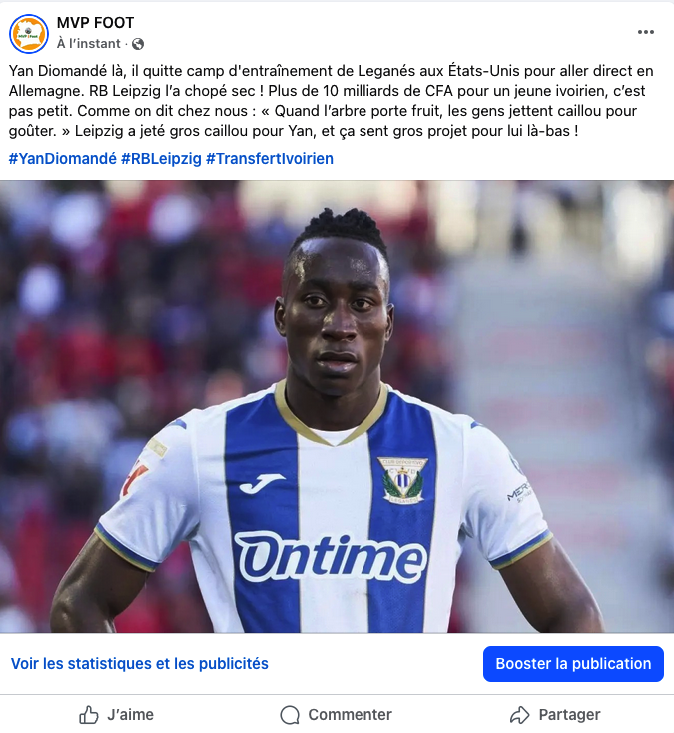 MVP FOOT
À l'instant ·
Yan Diomandé là, il quitte camp d'entraînement de Leganés aux États-Unis pour aller direct en
Allemagne. RB Leipzig l'a chopé sec ! Plus de 10 milliards de CFA pour un jeune ivoirien, c'est
pas petit. Comme on dit chez nous : « Quand l'arbre porte fruit, les gens jettent caillou pour
goûter. » Leipzig a jeté gros caillou pour Yan, et ça sent gros projet pour lui là-bas !
#YanDiomandé #RBLeipzig #TransfertIvoirien
Ontime
Voir les statistiques et les publicités
Booster la publication
J'aime
Commenter
Partager